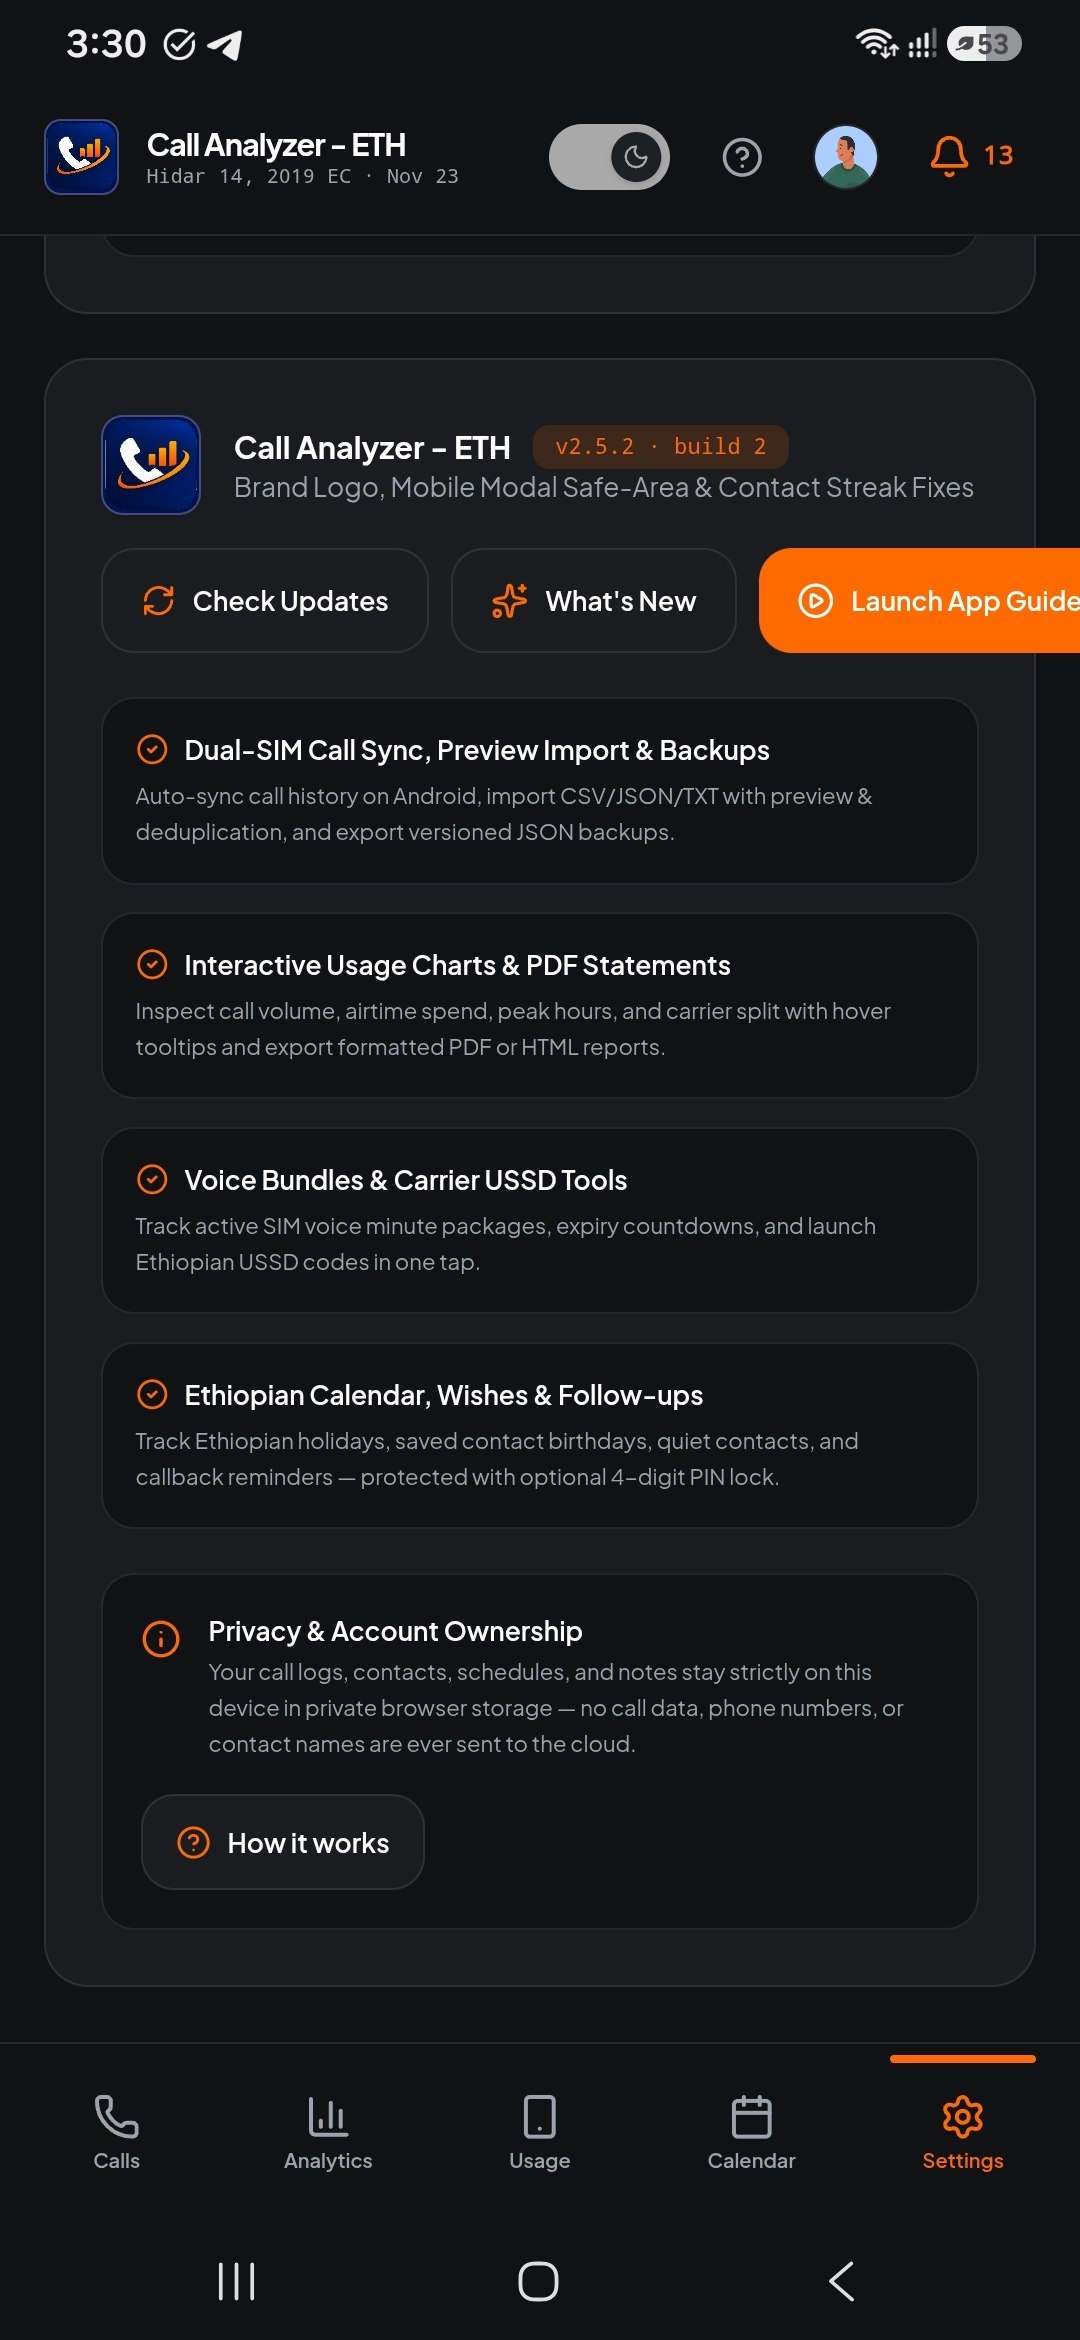 3:30
53
Call Analyzer - ETH
Hidar 14, 2019 EC · Nov 23
13
Call Analyzer - ETH
v2.5.2 · build 2
Brand Logo, Mobile Modal Safe-Area & Contact Streak Fixes
Check Updates
What's New
Launch App Guide
Dual-SIM Call Sync, Preview Import & Backups
Auto-sync call history on Android, import CSV/JSON/TXT with preview &
deduplication, and export versioned JSON backups.
Interactive Usage Charts & PDF Statements
Inspect call volume, airtime spend, peak hours, and carrier split with hover
tooltips and export formatted PDF or HTML reports.
Voice Bundles & Carrier USSD Tools
Track active SIM voice minute packages, expiry countdowns, and launch
Ethiopian USSD codes in one tap.
Ethiopian Calendar, Wishes & Follow-ups
Track Ethiopian holidays, saved contact birthdays, quiet contacts, and
callback reminders — protected with optional 4-digit PIN lock.
Privacy & Account Ownership
Your call logs, contacts, schedules, and notes stay strictly on this
device in private browser storage — no call data, phone numbers, or
contact names are ever sent to the cloud.
How it works
Calls
Analytics
Usage
Calendar
Settings